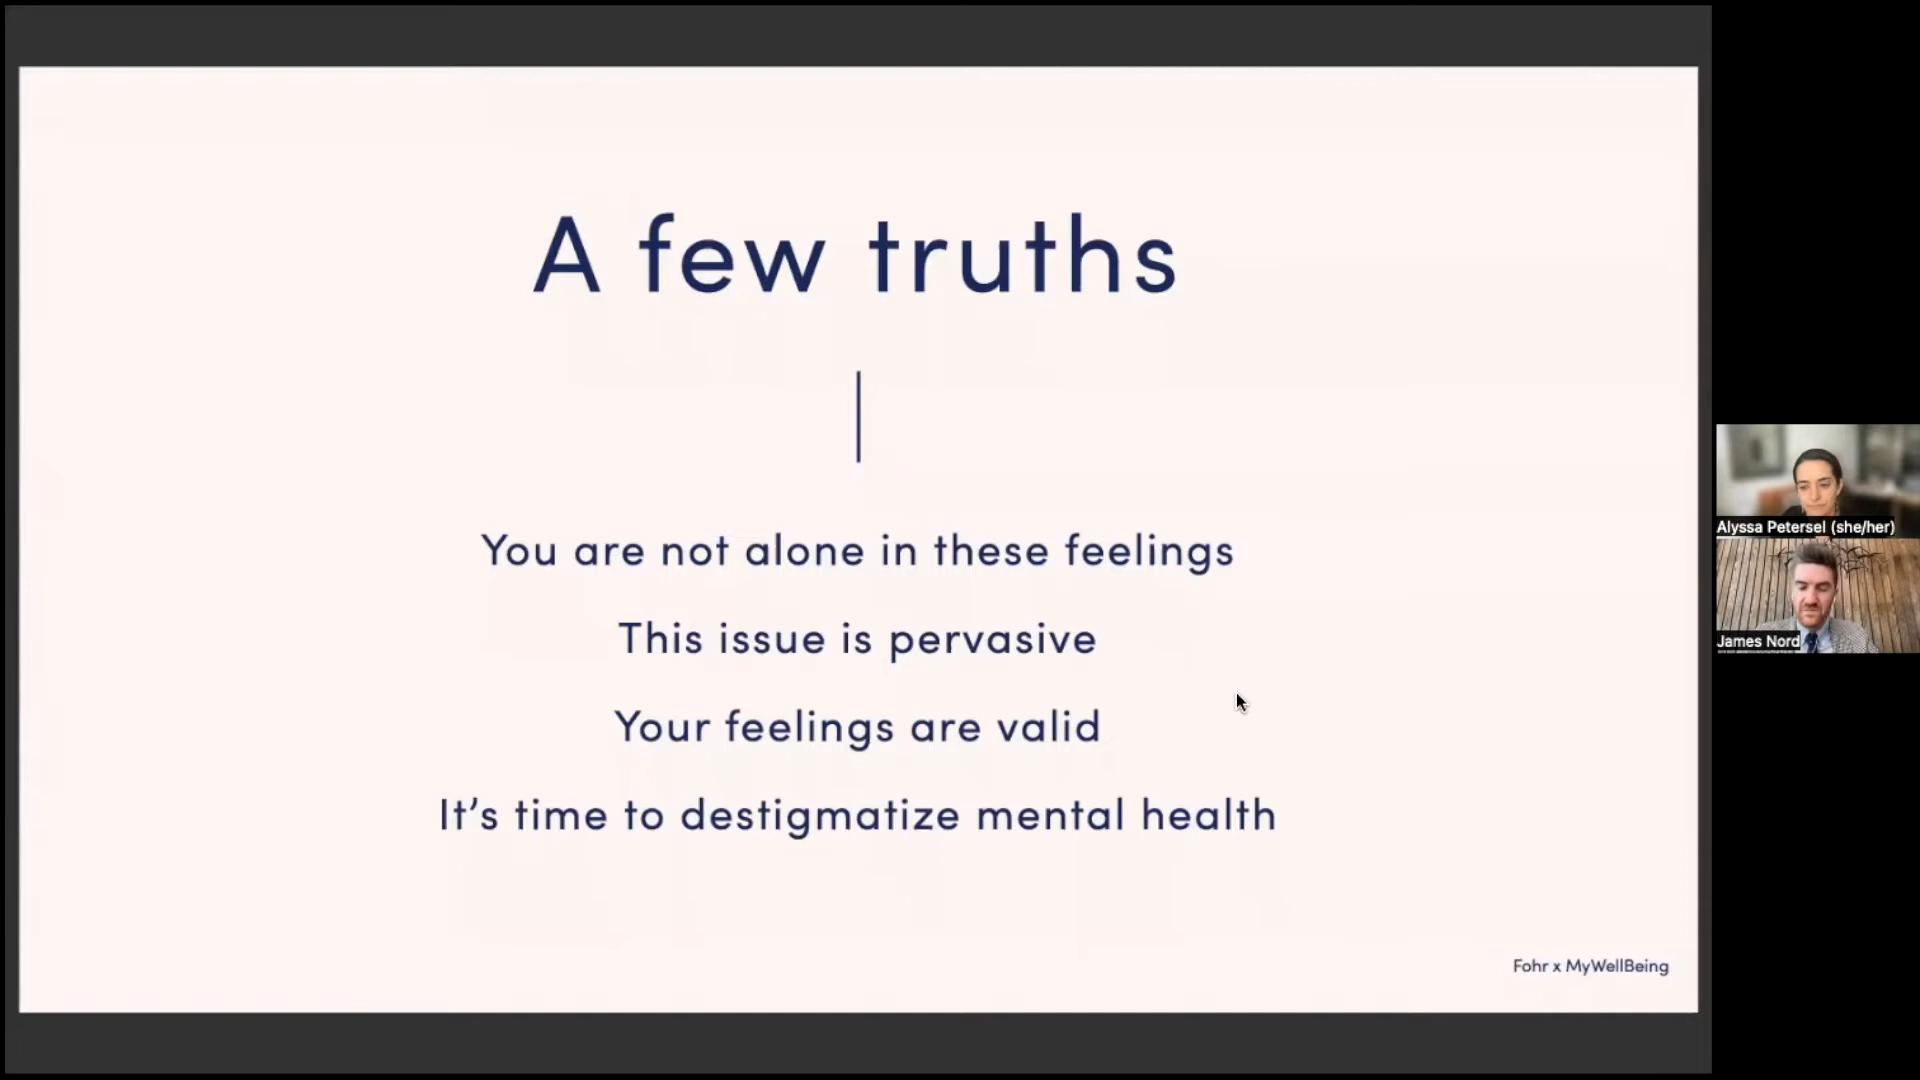 A few truths
You are not alone in these feelings
This issue is pervasive
Your feelings are valid
It’s time to destigmatize mental health
Fohr x MyWellBeing
Alyssa Petersel (she/her)
James Nord